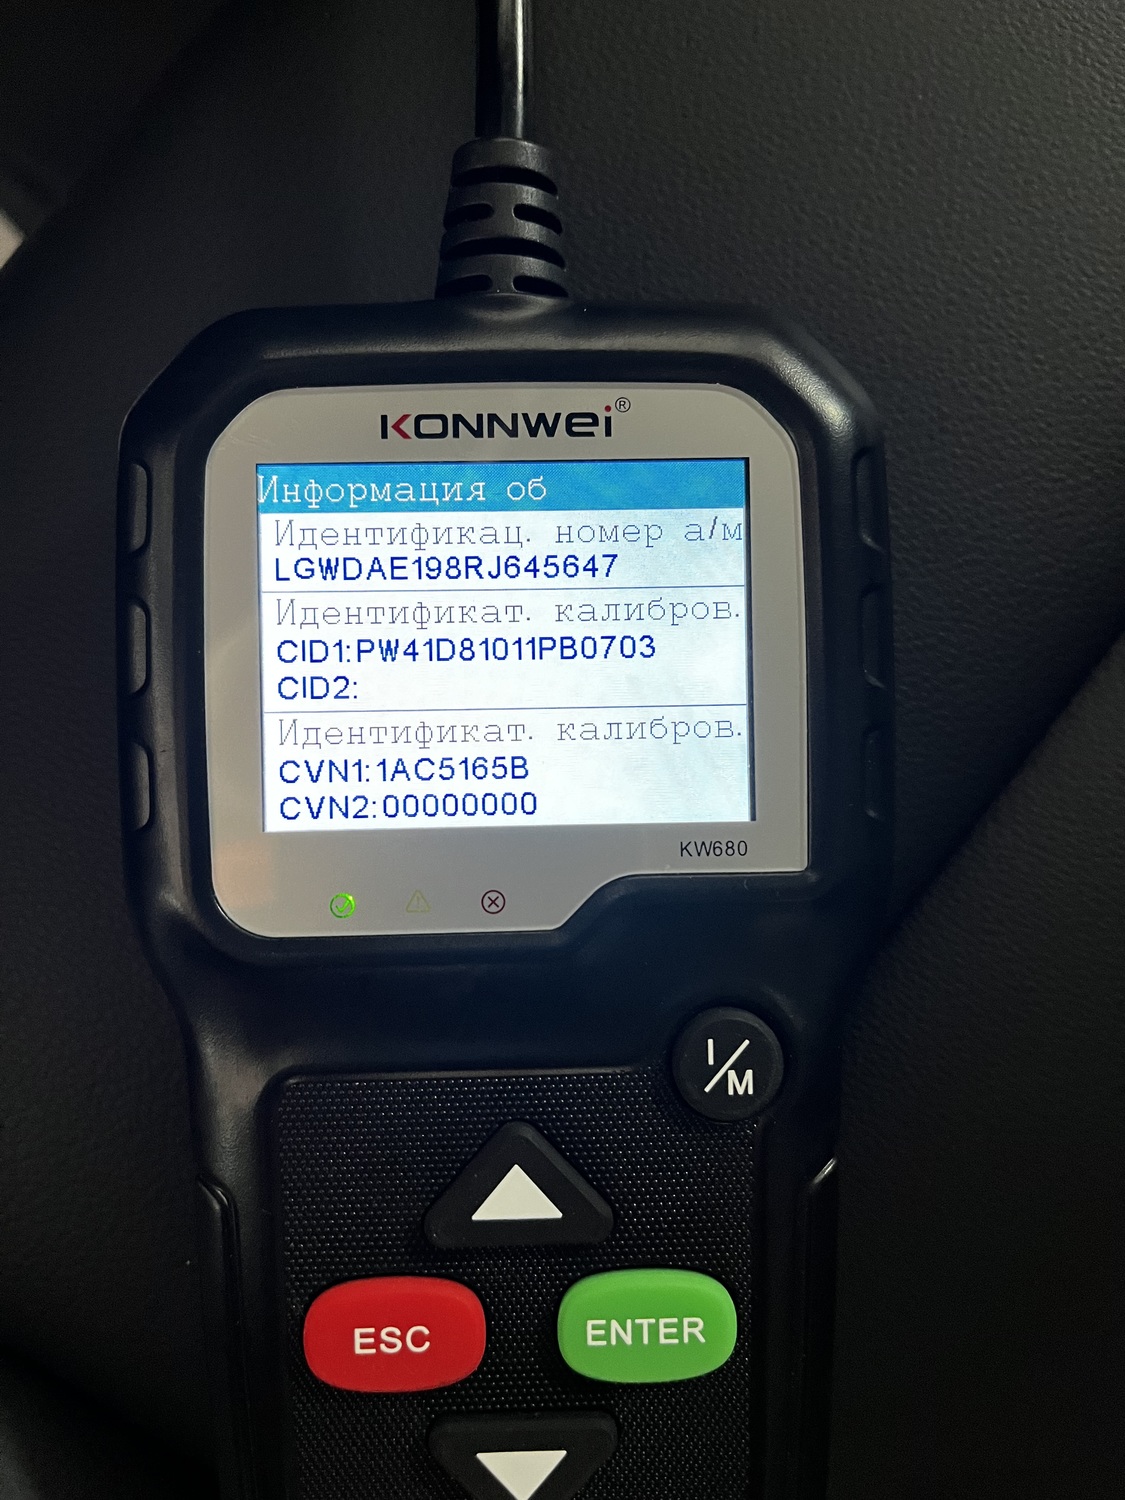 KONNWEI®
Информация об
Идентификац. номер а/м
LGWDAE198RJ645647
Идентификат. калибров.
CID1:PW41D81011PB0703
CID2:
Идентификат. калибров.
CVN1:1AC5165B
CVN2:00000000
KW680
I/M
ESC
ENTER